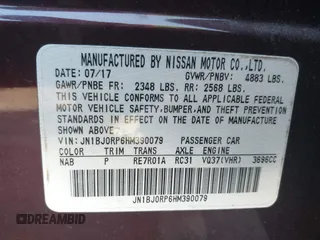 MANUFACTURED BY NISSAN MOTOR CO.,LTD.
DATE: 07/17 GVWR/PNBV: 4883 LBS.
GAWR/PNBE FR: 2348 LBS. RR: 2568 LBS.
THIS VEHICLE CONFORMS TO ALL APPLICABLE
FEDERAL MOTOR VEHICLE SAFETY, BUMPER, AND THEFT PREVENTION
STANDARDS IN EFFECT ON THE DATE OF MANUFACTURE
SHOWN ABOVE.
VIN: JN1BJ0RP6HM390079 PASSENGER CAR
COLOR TRIM TRANS AXLE ENGINE
NAB P RE7R01A RC31 VQ37(VHR) 3696CC
JN1BJ0RP6HM390079
DREAMBID